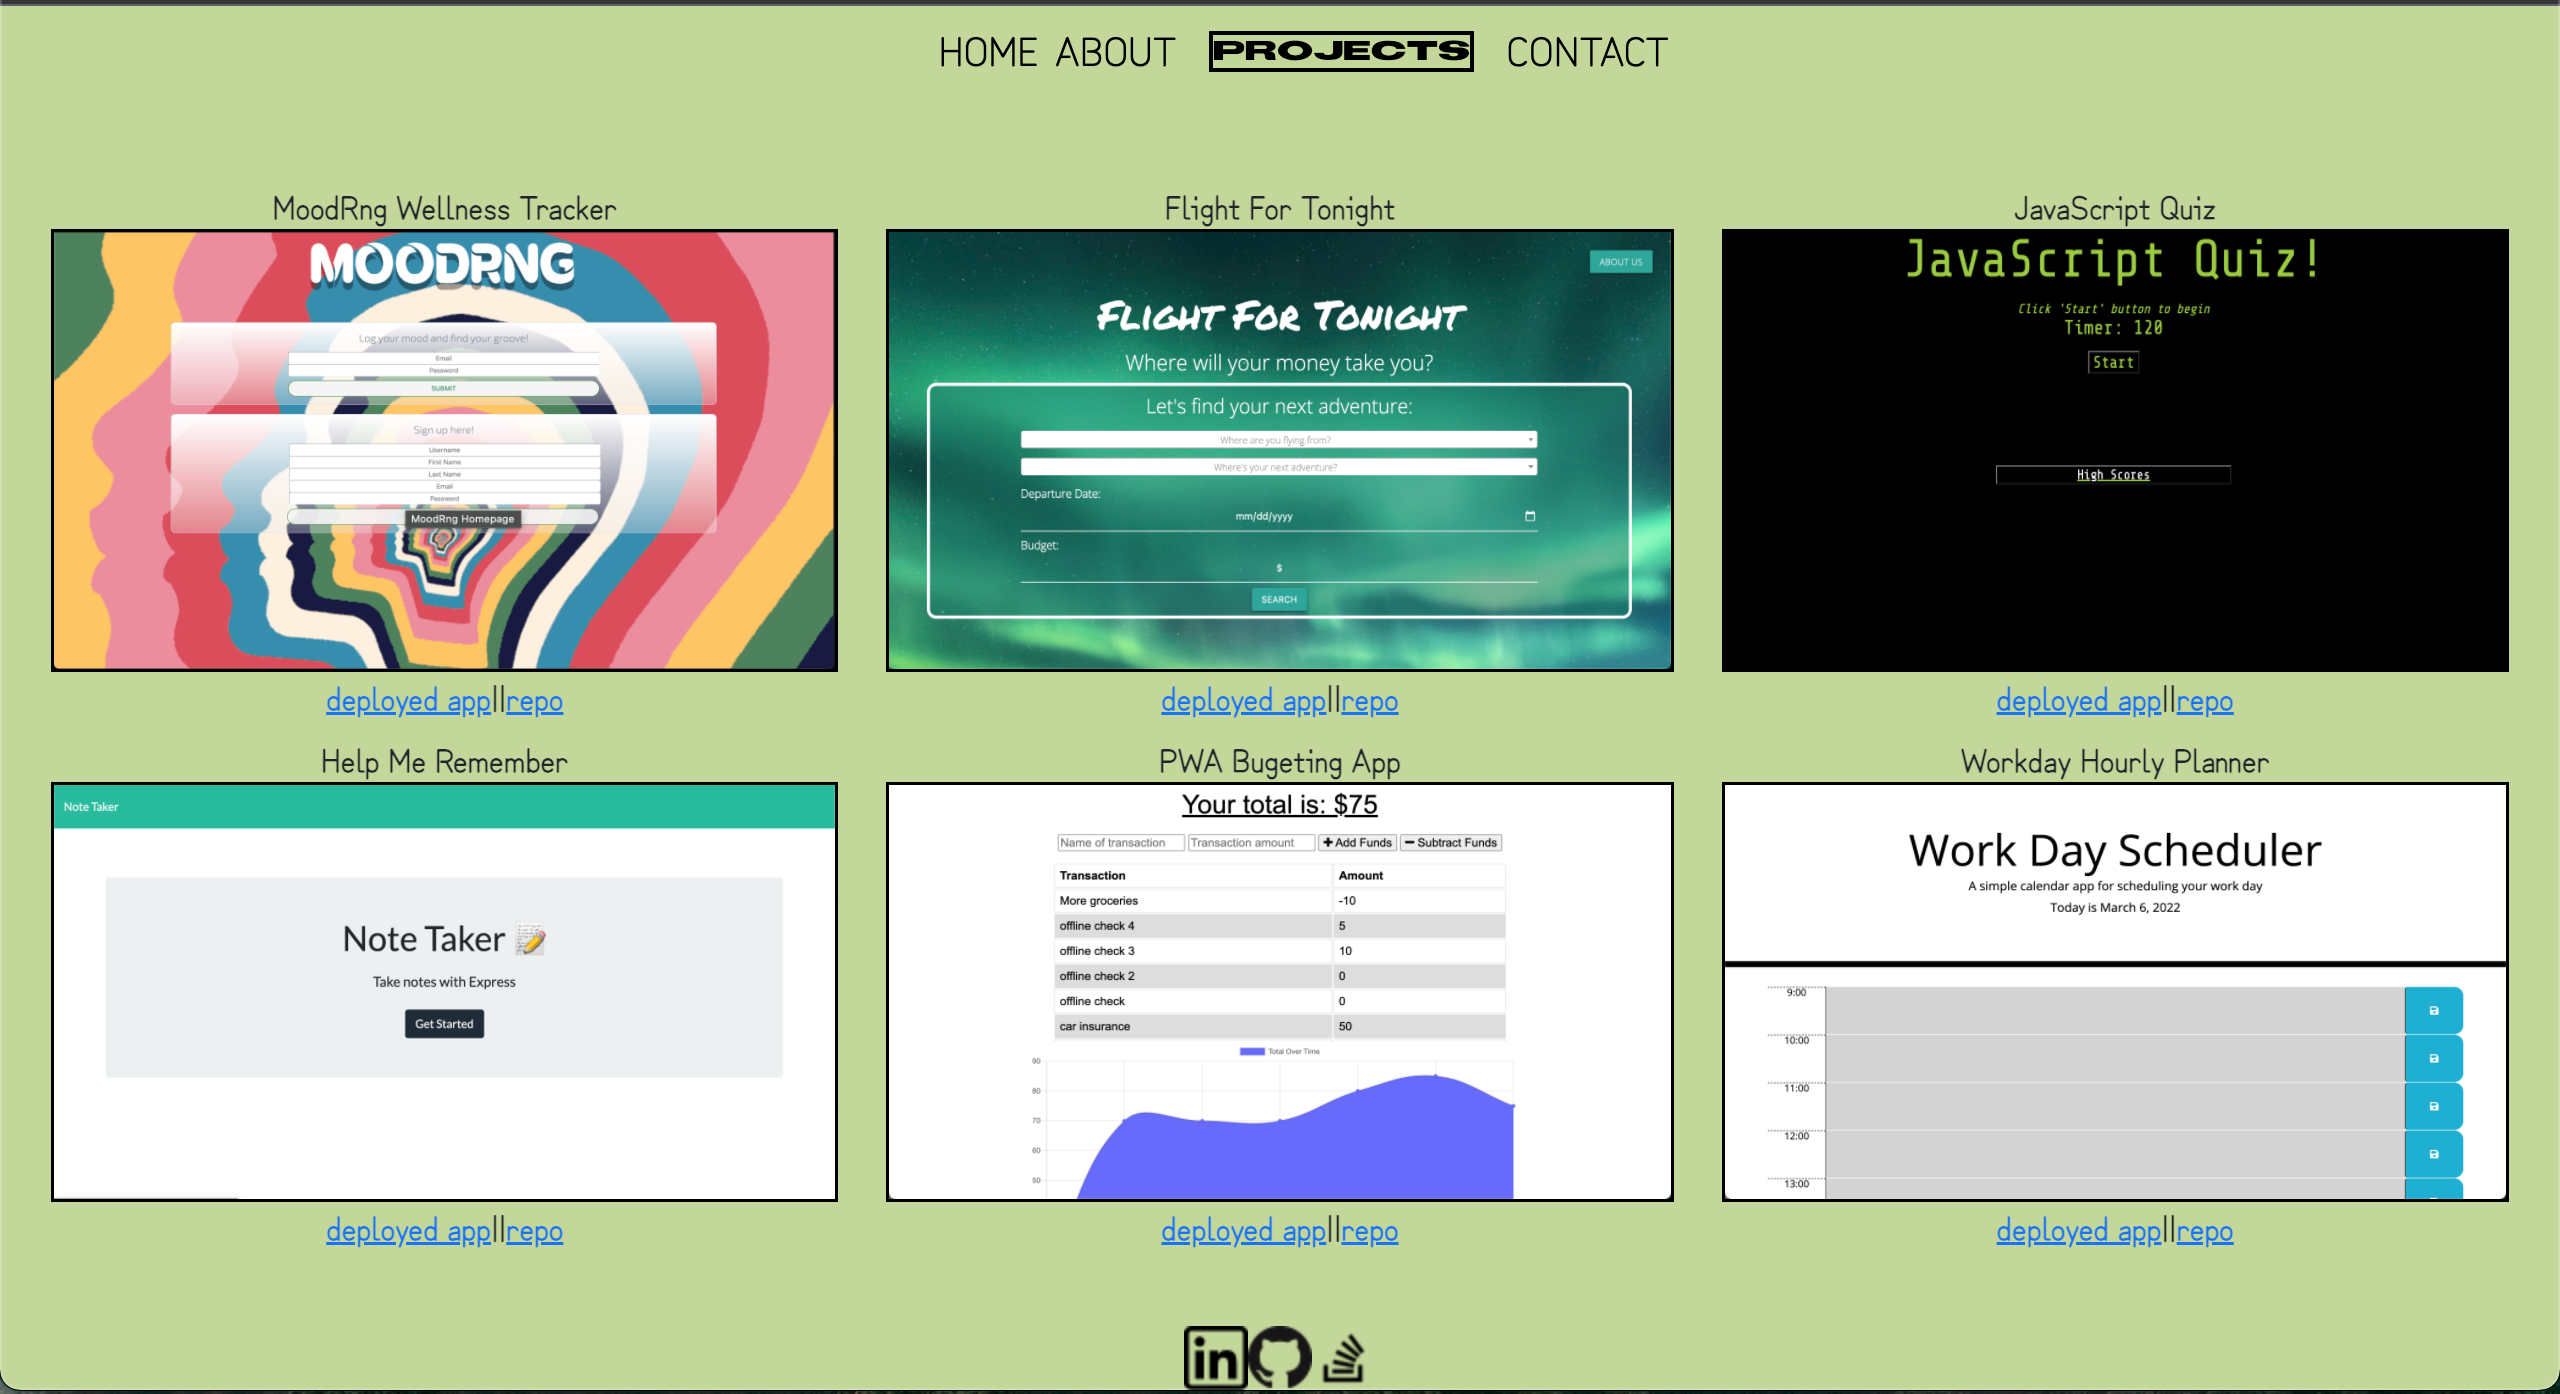 HOME ABOUT PROJECTS CONTACT
MoodRng Wellness Tracker
MOODRNG
Log your mood and find your groove!
Email
Password
SUBMIT
Sign up here!
Username
First Name
Last Name
Email
Password
MoodRng Homepage
deployed app||repo
Flight For Tonight
ABOUT US
FLIGHT FOR TONIGHT
Where will your money take you?
Let's find your next adventure:
Where are you flying from?
Where's your next adventure?
Departure Date:
mm/dd/yyyy
Budget:
$
SEARCH
deployed app||repo
JavaScript Quiz
JavaScript Quiz!
Click 'Start' button to begin
Timer: 120
Start
High Scores
deployed app||repo
Help Me Remember
Note Taker
Note Taker
Take notes with Express
Get Started
deployed app||repo
PWA Bugeting App
Your total is: $75
Name of transaction Transaction amount Add Funds Subtract Funds
Transaction Amount
More groceries -10
offline check 4 5
offline check 3 10
offline check 2 0
offline check 0
car insurance 50
Total Over Time
90
80
70
60
50
deployed app||repo
Workday Hourly Planner
Work Day Scheduler
A simple calendar app for scheduling your work day
Today is March 6, 2022
9:00
10:00
11:00
12:00
13:00
deployed app||repo
in